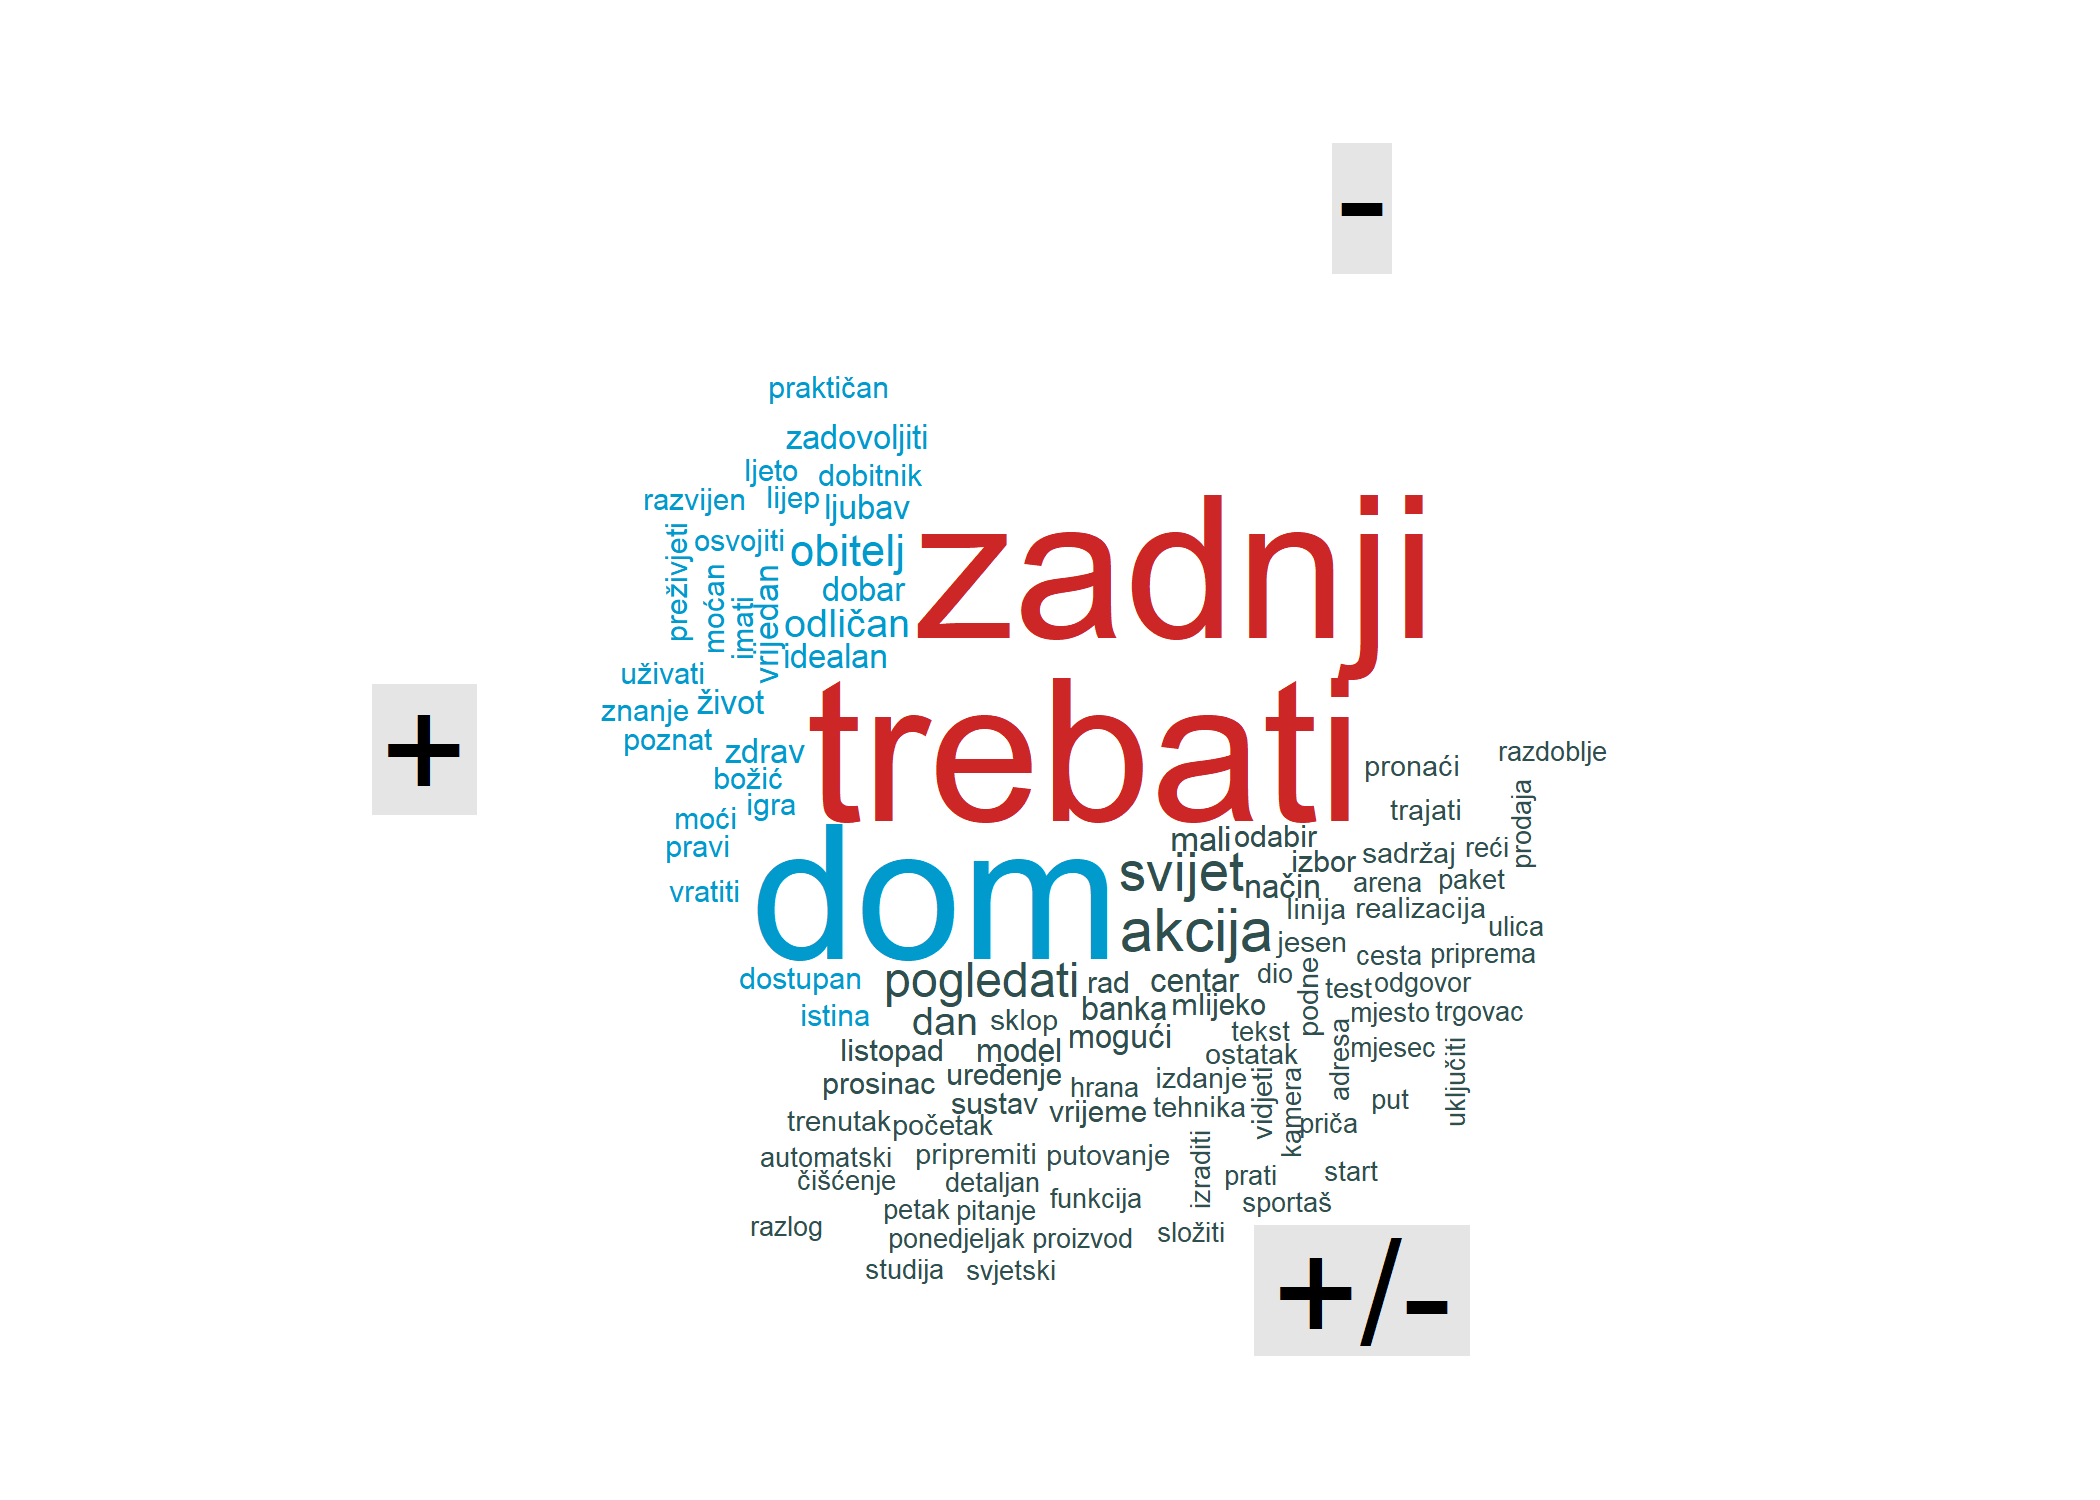 -
praktičan
zadovoljiti
ljeto
dobitnik
razvijen
lijep
ljubav
zadnji
preživjeti
osvojiti
obitelj
moćan
imati
vrijedan
dobar
odličan
idealan
uživati
+
znanje
život
poznat
zdrav
trebati
božić
igra
moći
pravi
vratiti
dom
pronaći
razdoblje
trajati
prodaja
mali
odabir
svijet
izbor
sadržaj
reći
način
arena
paket
akcija
linija
realizacija
ulica
jesen
cesta
priprema
dostupan
pogledati
rad
centar
dio
podne
test
odgovor
istina
dan
sklop
banka
mlijeko
mjesto
trgovac
listopad
model
mogući
tekst
ostatak
adresa
mjesec
uključiti
prosinac
uređenje
hrana
izdanje
vidjeti
kamera
put
sustav
vrijeme
tehnika
priča
trenutak
početak
automatski
pripremiti
putovanje
izraditi
prati
start
čišćenje
detaljan
funkcija
sportaš
petak
pitanje
razlog
ponedjeljak
proizvod
složiti
studija
svjetski
+/-